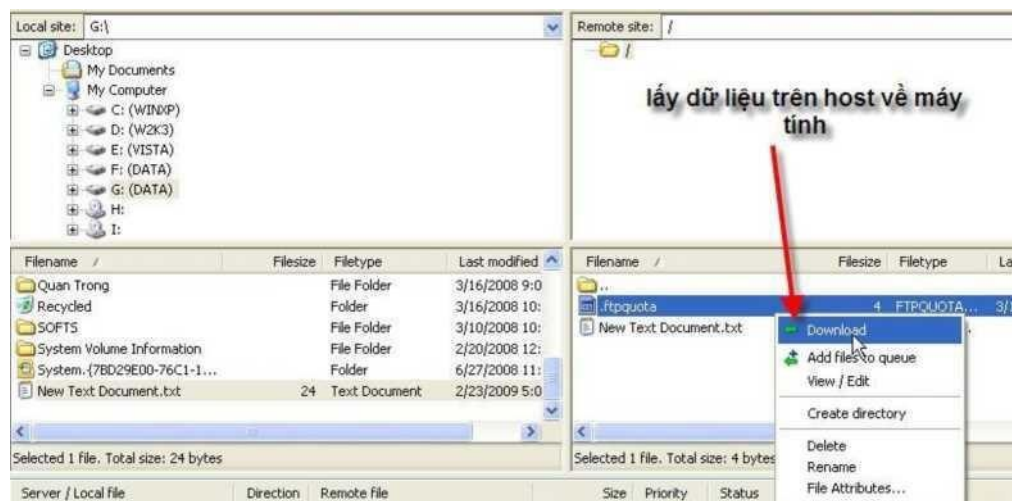 Local site: G:\
Desktop
My Documents
My Computer
C: (WINXP)
D: (W2K3)
E: (VISTA)
F: (DATA)
G: (DATA)
H:
I:
Remote site: /
/
lấy dữ liệu trên host về máy
tính
Filename / Filesize Filetype Last modified
Quan Trong File Folder 3/16/2008 9:0
Recycled Folder 3/16/2008 10:
SOFTS File Folder 3/10/2008 10:
System Volume Information File Folder 2/20/2008 12:
System.{7BD29E00-76C1-1... Folder 6/27/2008 11:
New Text Document.txt 24 Text Document 2/23/2009 5:0
Selected 1 file. Total size: 24 bytes
Filename / Filesize Filetype La
..
.ftpquota 4 FTPQUOTA... 3/
New Text Document.txt
Download
Add files to queue
View / Edit
Create directory
Delete
Rename
File Attributes...
Selected 1 file. Total size: 4 bytes
Server / Local file Direction Remote file Size Priority Status